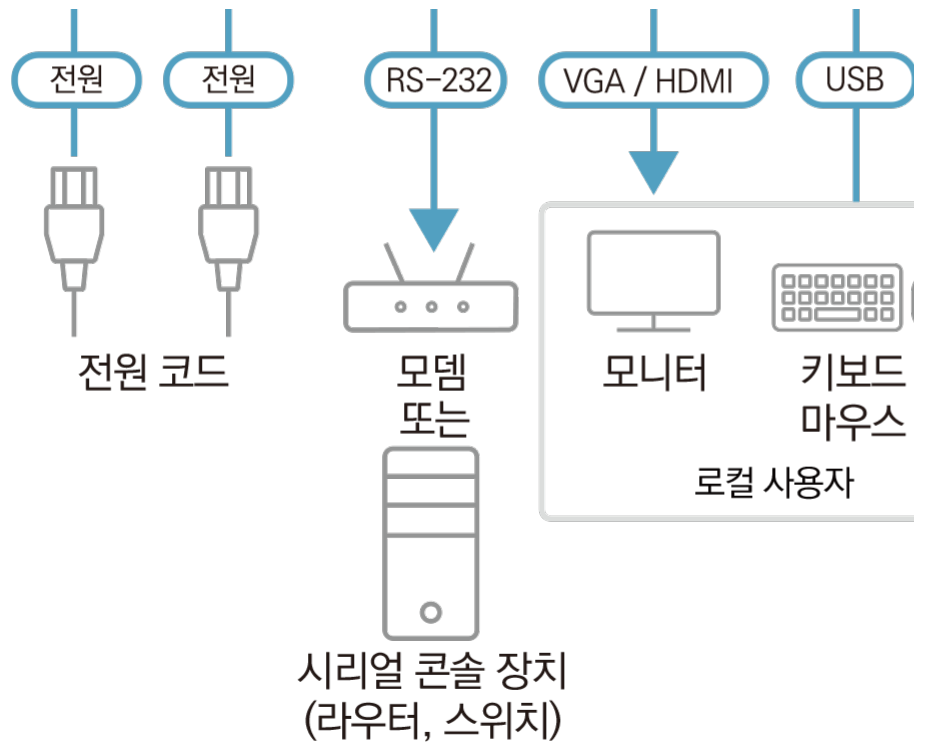 전원
전원
RS-232
VGA / HDMI
USB
전원 코드
모뎀
또는
시리얼 콘솔 장치
(라우터, 스위치)
모니터
키보드
마우스
로컬 사용자